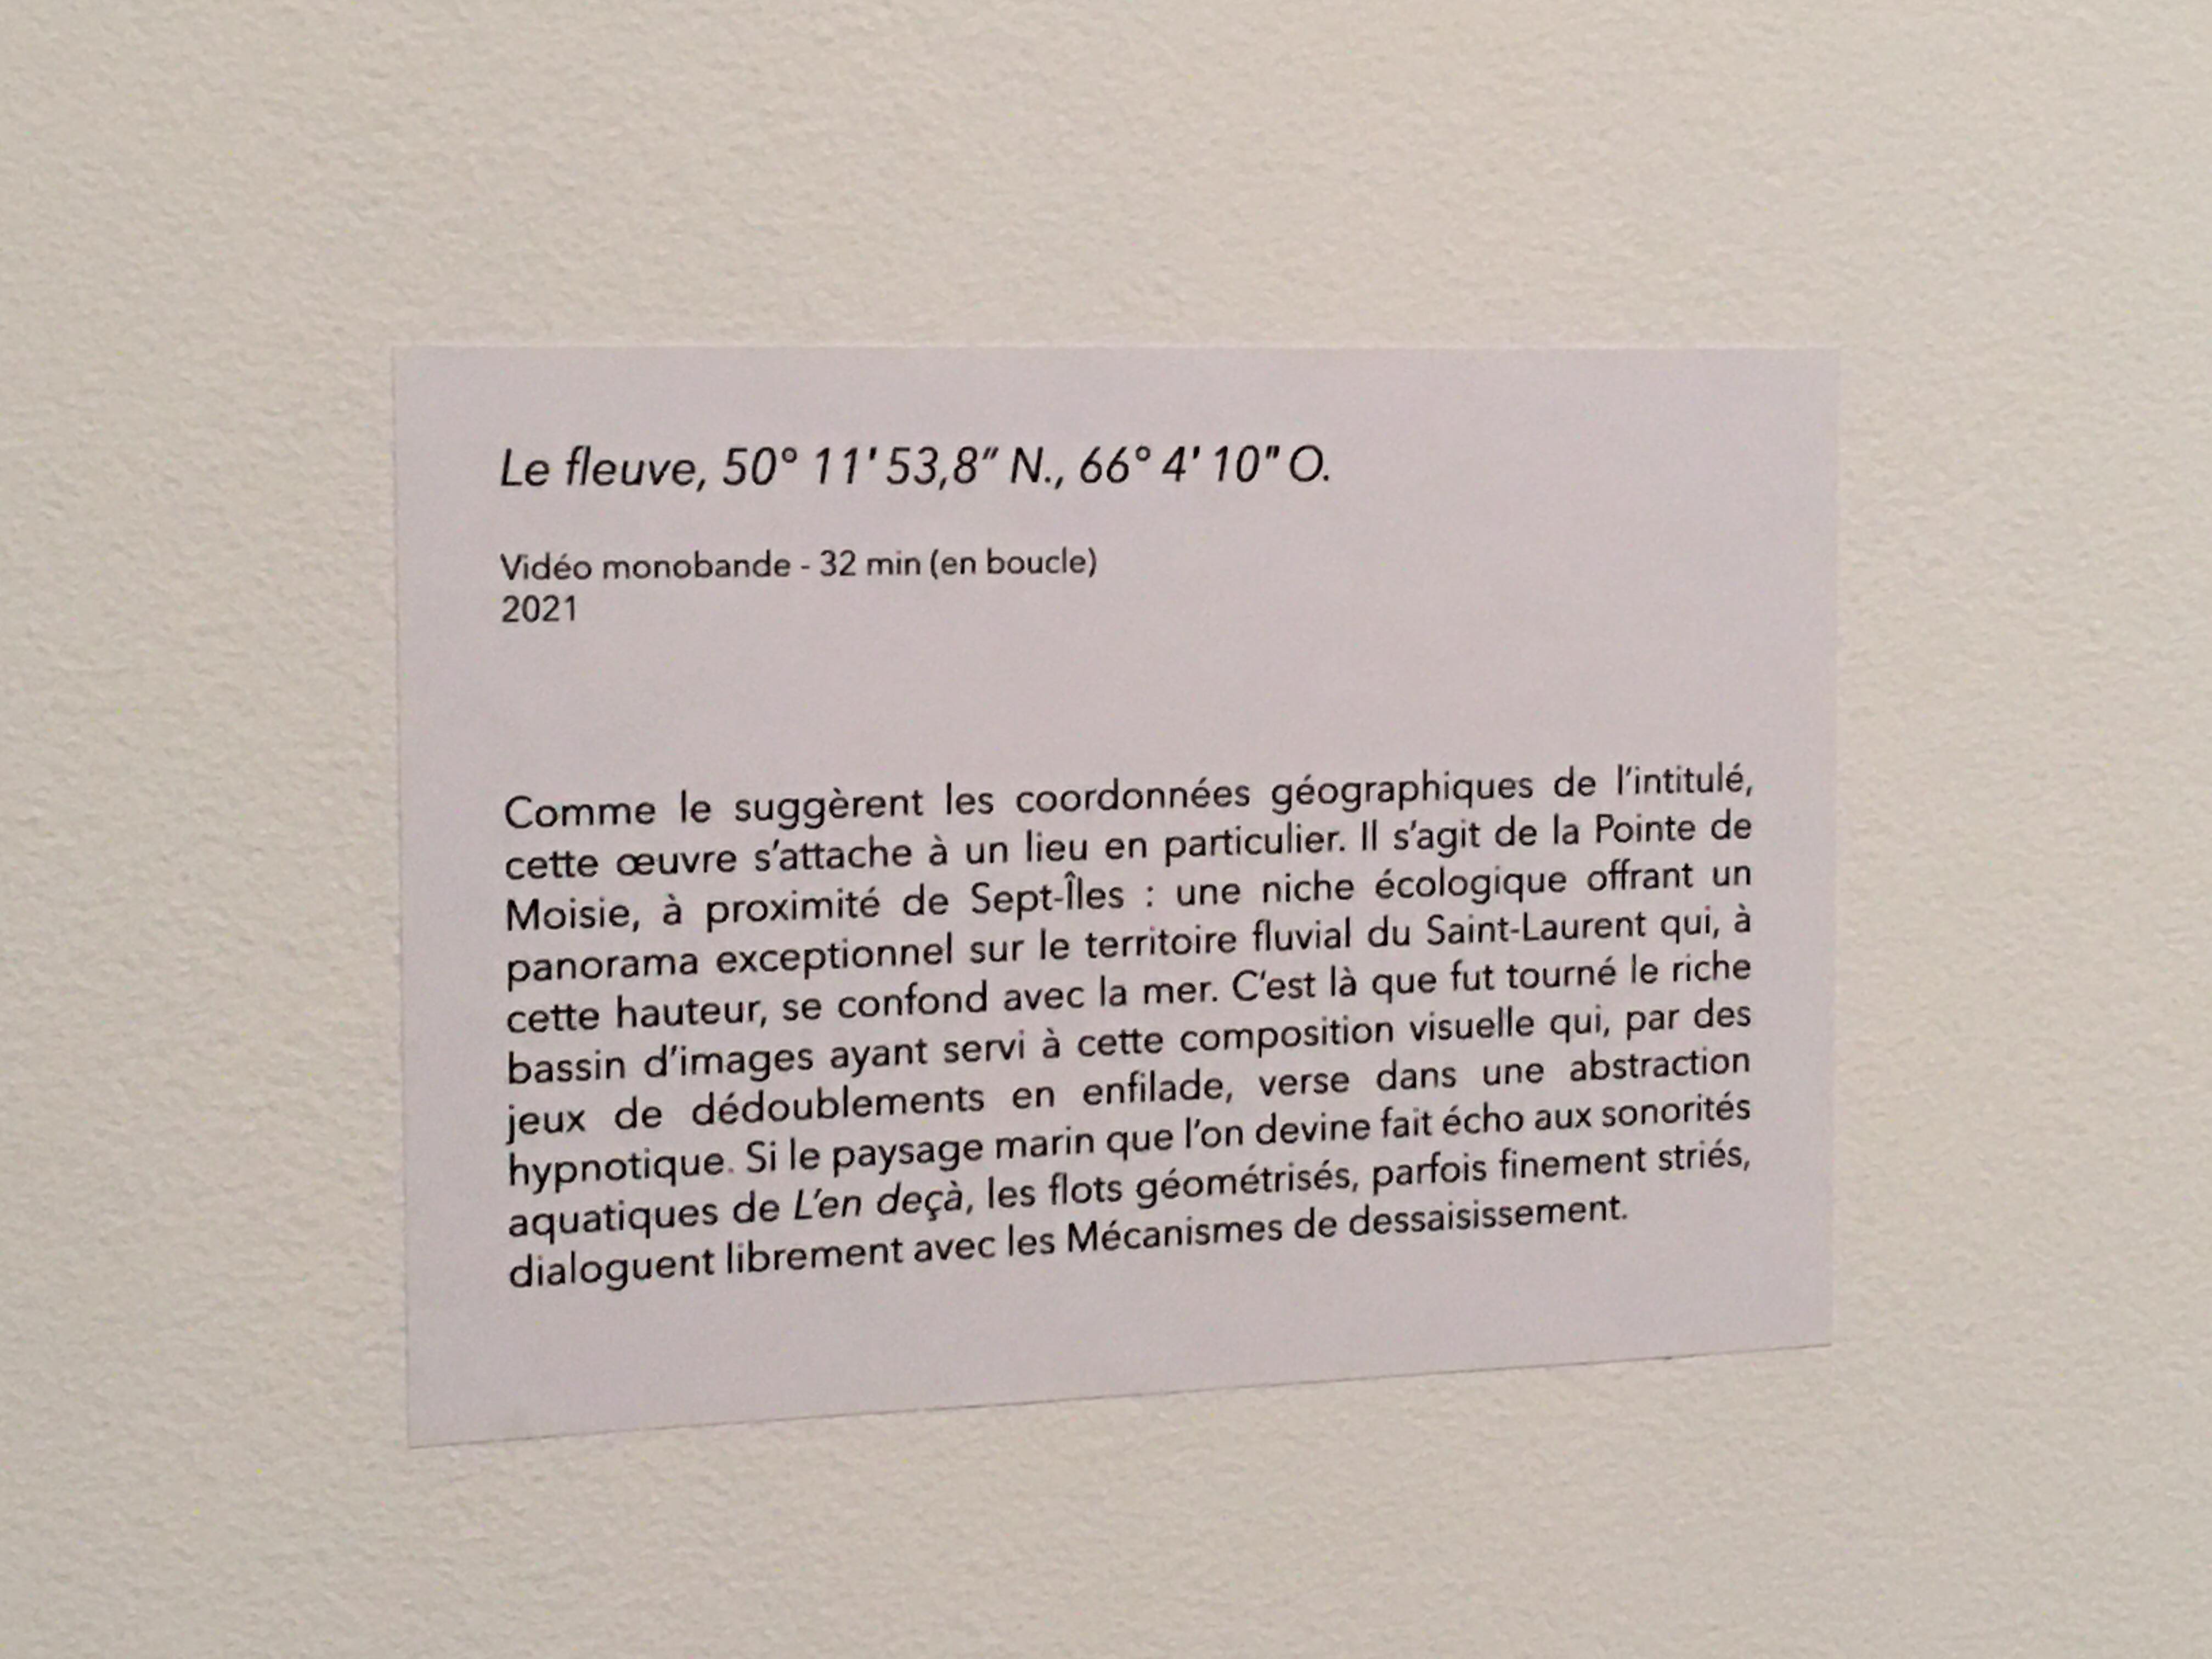 Le fleuve, 50° 11' 53,8" N., 66° 4' 10" O.
Vidéo monobande - 32 min (en boucle)
2021
Comme le suggèrent les coordonnées géographiques de l'intitulé,
cette œuvre s'attache à un lieu en particulier. Il s'agit de la Pointe de
Moisie, à proximité de Sept-Îles : une niche écologique offrant un
panorama exceptionnel sur le territoire fluvial du Saint-Laurent qui, à
cette hauteur, se confond avec la mer. C'est là que fut tourné le riche
bassin d'images ayant servi à cette composition visuelle qui, par des
jeux de dédoublements en enfilade, verse dans une abstraction
hypnotique. Si le paysage marin que l'on devine fait écho aux sonorités
aquatiques de L'en deçà, les flots géométrisés, parfois finement striés,
dialoguent librement avec les Mécanismes de dessaisissement.